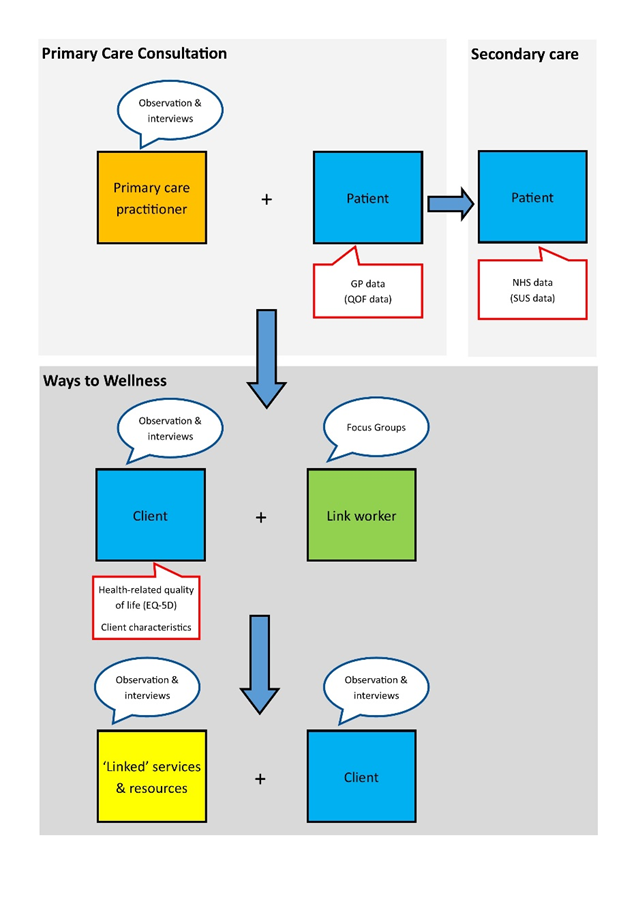 Primary Care Consultation
Secondary care
Observation &
interviews
Primary care
practitioner
+
Patient
Patient
GP data
(QOF data)
NHS data
(SUS data)
Ways to Wellness
Observation &
interviews
Focus Groups
Client
+
Link worker
Health-related quality
of life (EQ-5D)
Client characteristics
Observation &
interviews
Observation &
interviews
‘Linked’ services
& resources
+
Client